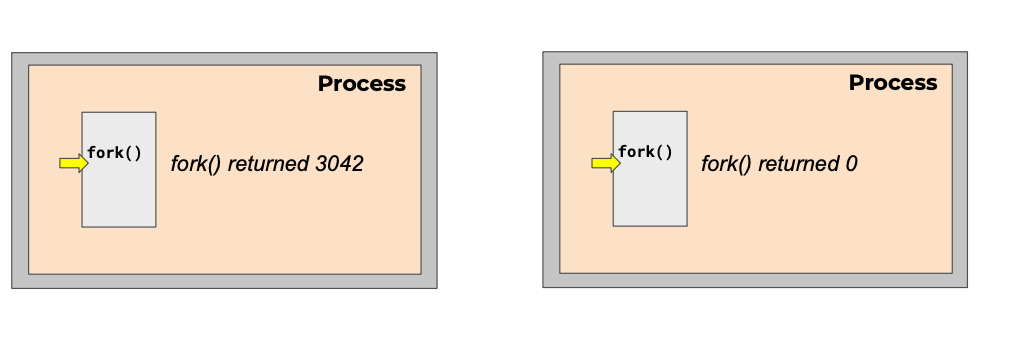 Process
fork()
fork() returned 3042
Process
fork()
fork() returned 0